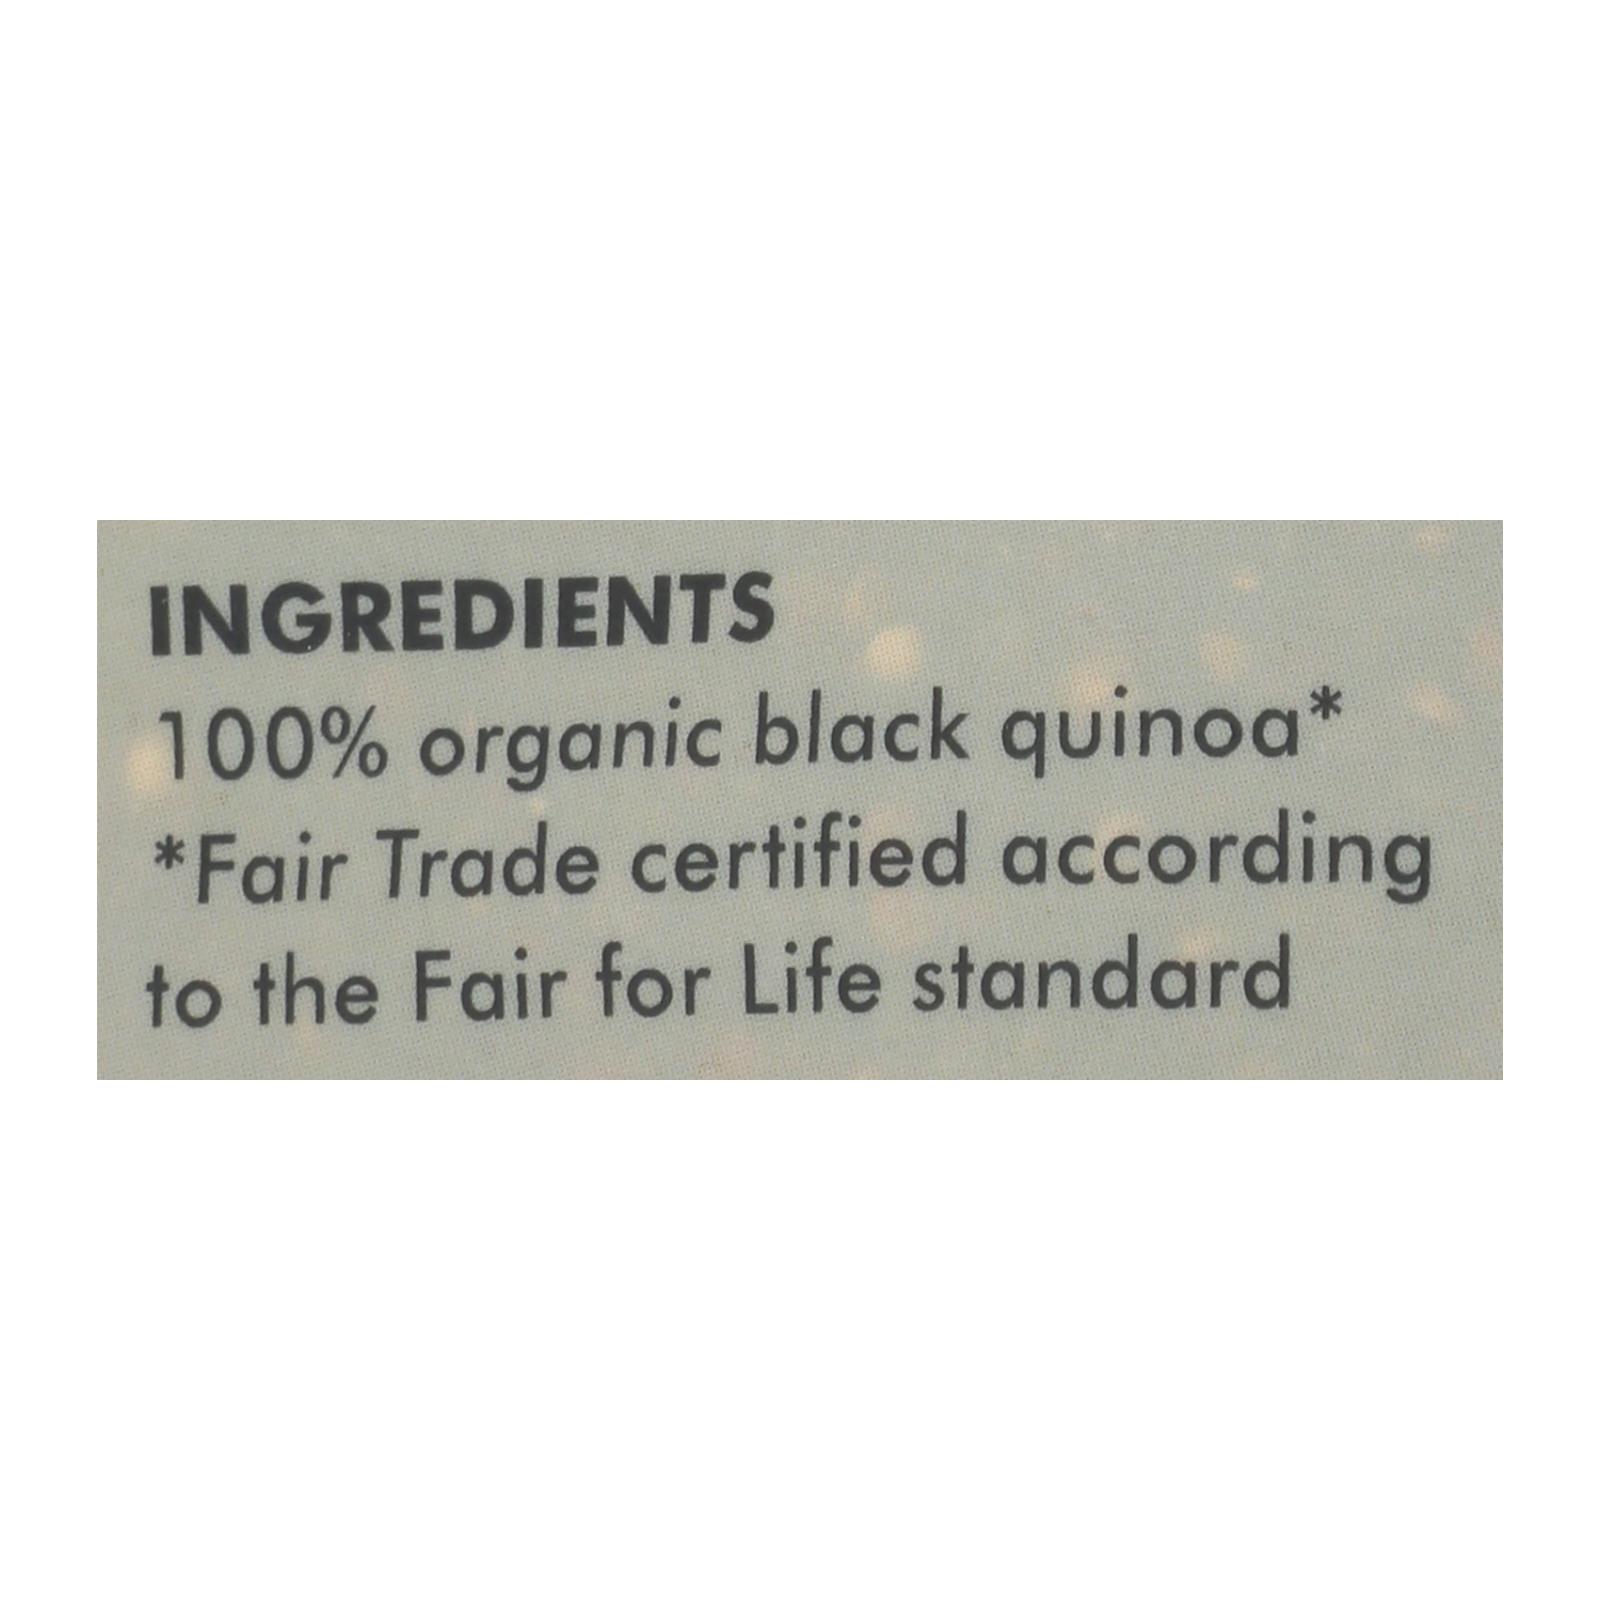 INGREDIENTS
100% organic black quinoa*
*Fair Trade certified according
to the Fair for Life standard